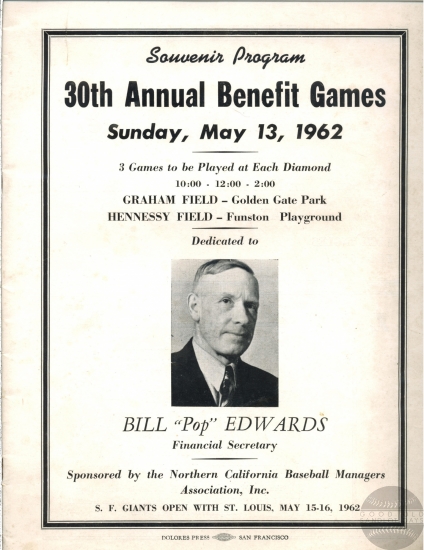 Souvenir Program
30th Annual Benefit Games
Sunday, May 13, 1962
3 Games to be Played at Each Diamond
10:00 - 12:00 - 2:00
GRAHAM FIELD – Golden Gate Park
HENNESSY FIELD – Funston Playground
Dedicated to
BILL "Pop" EDWARDS
Financial Secretary
Sponsored by the Northern California Baseball Managers
Association, Inc.
S. F. GIANTS OPEN WITH ST. LOUIS, MAY 15-16, 1962
DOLORES PRESS SAN FRANCISCO